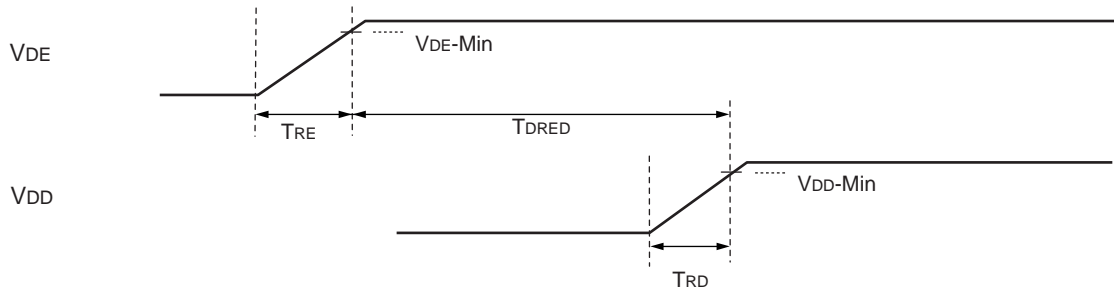 VDE
VDE-Min
TRE
TDRED
VDD
VDD-Min
TRD